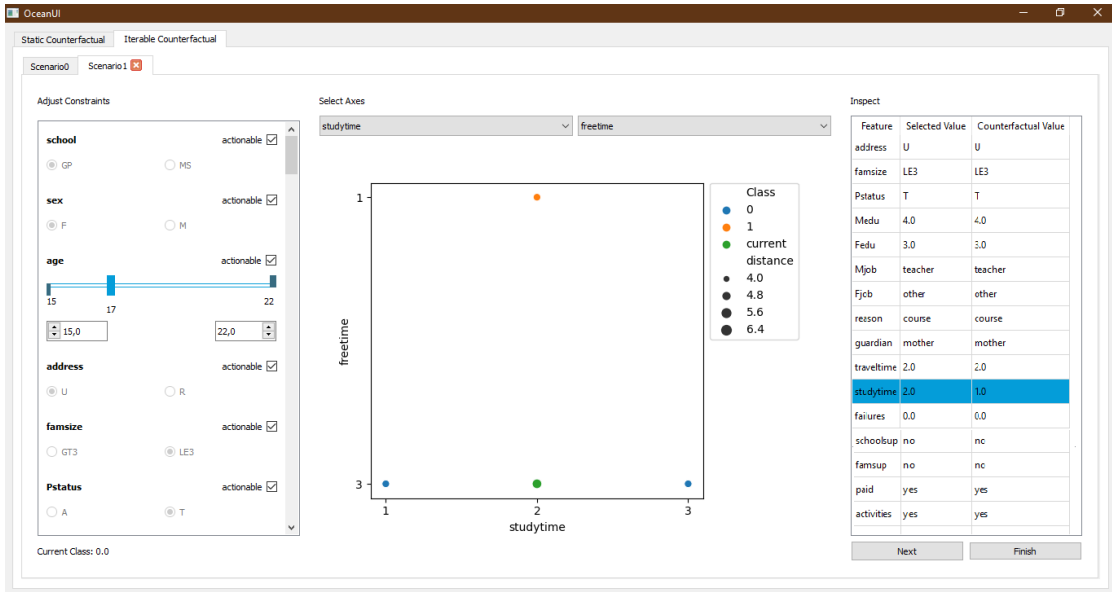 OceanUI
Static Counterfactual Iterable Counterfactual
Scenario0 Scenario1
Adjust Constraints
school actionable
GP MS
sex actionable
F M
age actionable
15 22
17
15,0 22,0
address actionable
U R
famsize actionable
GT3 LE3
Pstatus actionable
A T
Current Class: 0.0
Select Axes
studytime freetime
1
3
freetime
1 2 3
studytime
Class
0
1
current
distance
4.0
4.8
5.6
6.4
Inspect
Feature Selected Value Counterfactual Value
address U U
famsize LE3 LE3
Pstatus T T
Medu 4.0 4.0
Fedu 3.0 3.0
Mjob teacher teacher
Fjob other other
reason course course
guardian mother mother
traveltime 2.0 2.0
studytime 2.0 1.0
failures 0.0 0.0
schoolsup no no
famsup no no
paid yes yes
activities yes yes
Next Finish